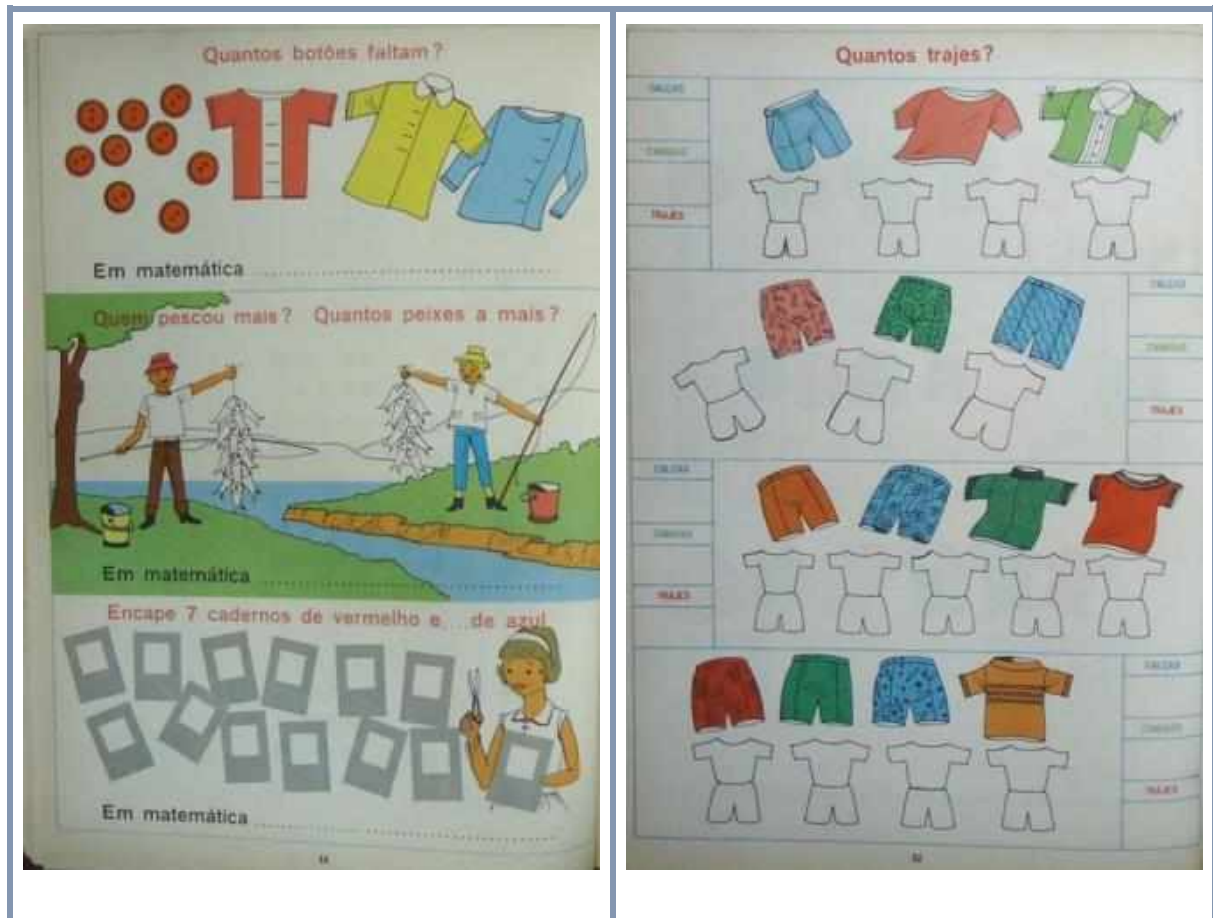 Quantos botões faltam?
Em matemática
Quem pescou mais? Quantos peixes a mais?
Em matemática
Encape 7 cadernos de vermelho e...de azul
Em matemática
Quantos trajes?
CALÇAS
CAMISAS
TRAJES
CALÇAS
CAMISAS
TRAJES
CALÇAS
CAMISAS
TRAJES
CALÇAS
CAMISAS
TRAJES